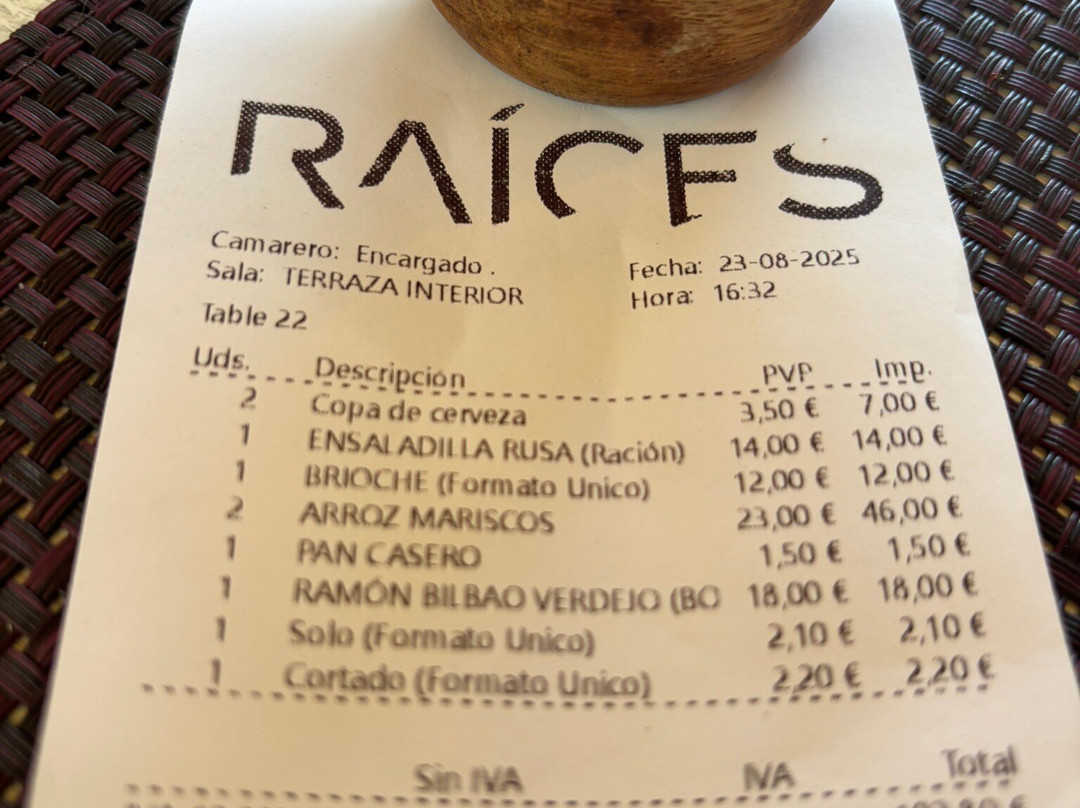 RAÍCES
Camarero: Encargado .
Fecha: 23-08-2025
Sala: TERRAZA INTERIOR
Hora: 16:32
Table 22
Uds. Descripción PVP Imp.
2 Copa de cerveza 3,50 € 7,00 €
1 ENSALADILLA RUSA (Ración) 14,00 € 14,00 €
1 BRIOCHE (Formato Unico) 12,00 € 12,00 €
2 ARROZ MARISCOS 23,00 € 46,00 €
1 PAN CASERO 1,50 € 1,50 €
1 RAMÓN BILBAO VERDEJO (BO 18,00 € 18,00 €
1 Solo (Formato Unico) 2,10 € 2,10 €
1 Cortado (Formato Unico) 2,20 € 2,20 €
Sin IVA IVA Total